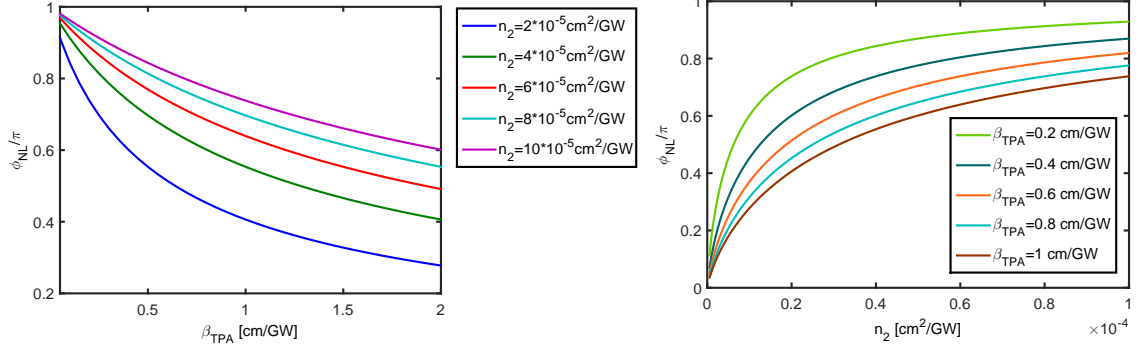 1
0.8
0.6
0.4
0.2
ϕNL/π
0.5
1
1.5
2
βTPA [cm/GW]
n2=2*10-5cm2/GW
n2=4*10-5cm2/GW
n2=6*10-5cm2/GW
n2=8*10-5cm2/GW
n2=10*10-5cm2/GW
1
0.8
0.6
0.4
0.2
0
ϕNL/π
βTPA=0.2 cm/GW
βTPA=0.4 cm/GW
βTPA=0.6 cm/GW
βTPA=0.8 cm/GW
βTPA=1 cm/GW
0
0.2
0.4
0.6
0.8
1
n2 [cm2/GW]
×10-4